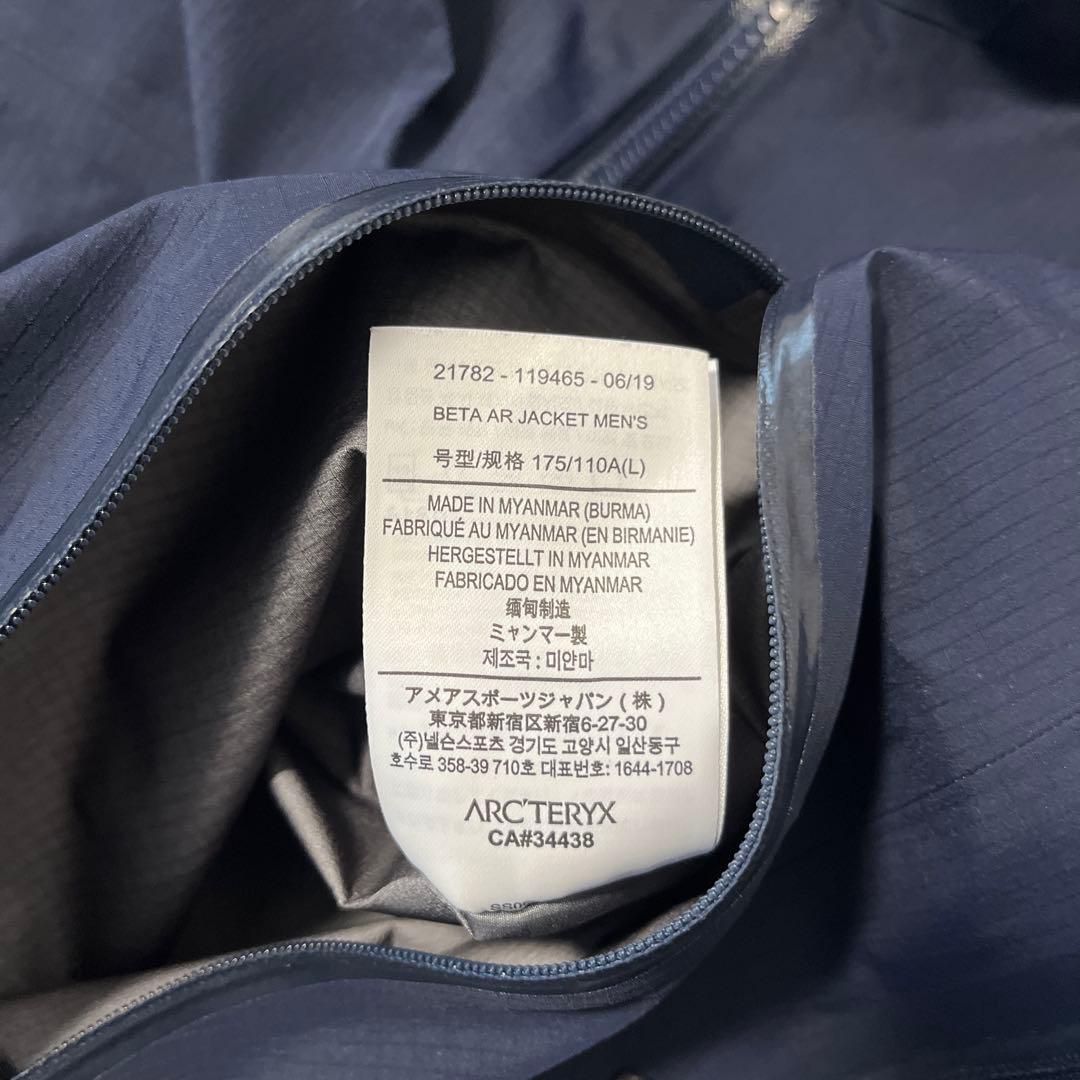 21782 - 119465 - 06/19
BETA AR JACKET MEN'S
号型/规格 175/110A(L)
MADE IN MYANMAR (BURMA)
FABRIQUÉ AU MYANMAR (EN BIRMANIE)
HERGESTELLT IN MYANMAR
FABRICADO EN MYANMAR
缅甸制造
ミャンマー製
제조국 : 미얀마
アメアスポーツジャパン ( 株 )
東京都新宿区新宿6-27-30
(주)넬슨스포츠 경기도 고양시 일산동구
호수로 358-39 710호 대표번호: 1644-1708
ARC'TERYX
CA#34438